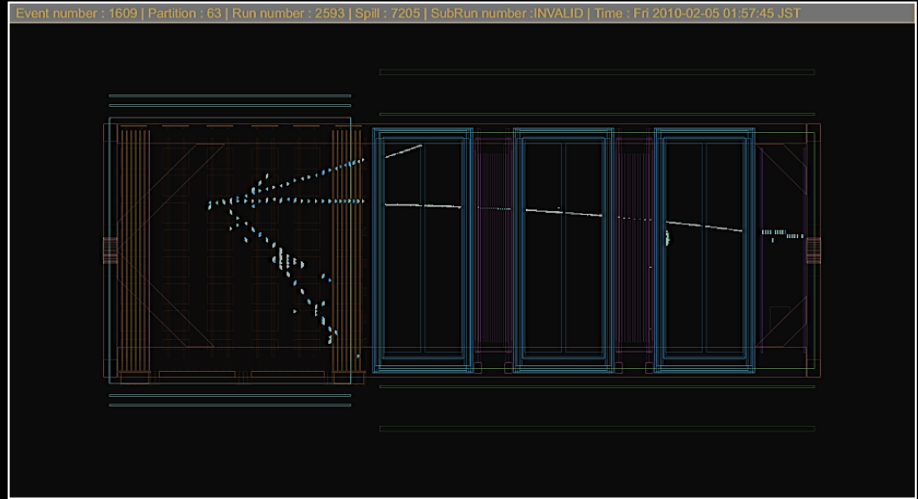 Event number : 1609 | Partition : 63 | Run number : 2593 | Spill : 7205 | SubRun number :INVALID | Time : Fri 2010-02-05 01:57:45 JST